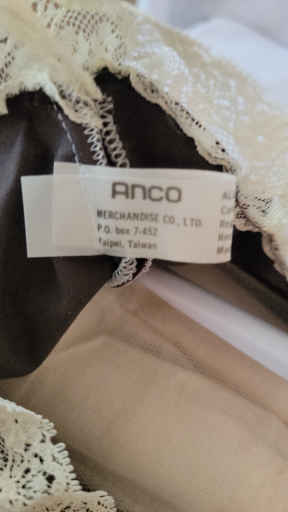 ANCO
MERCHANDISE CO., LTD.
P.O. box 7-452
Taipei, Taiwan